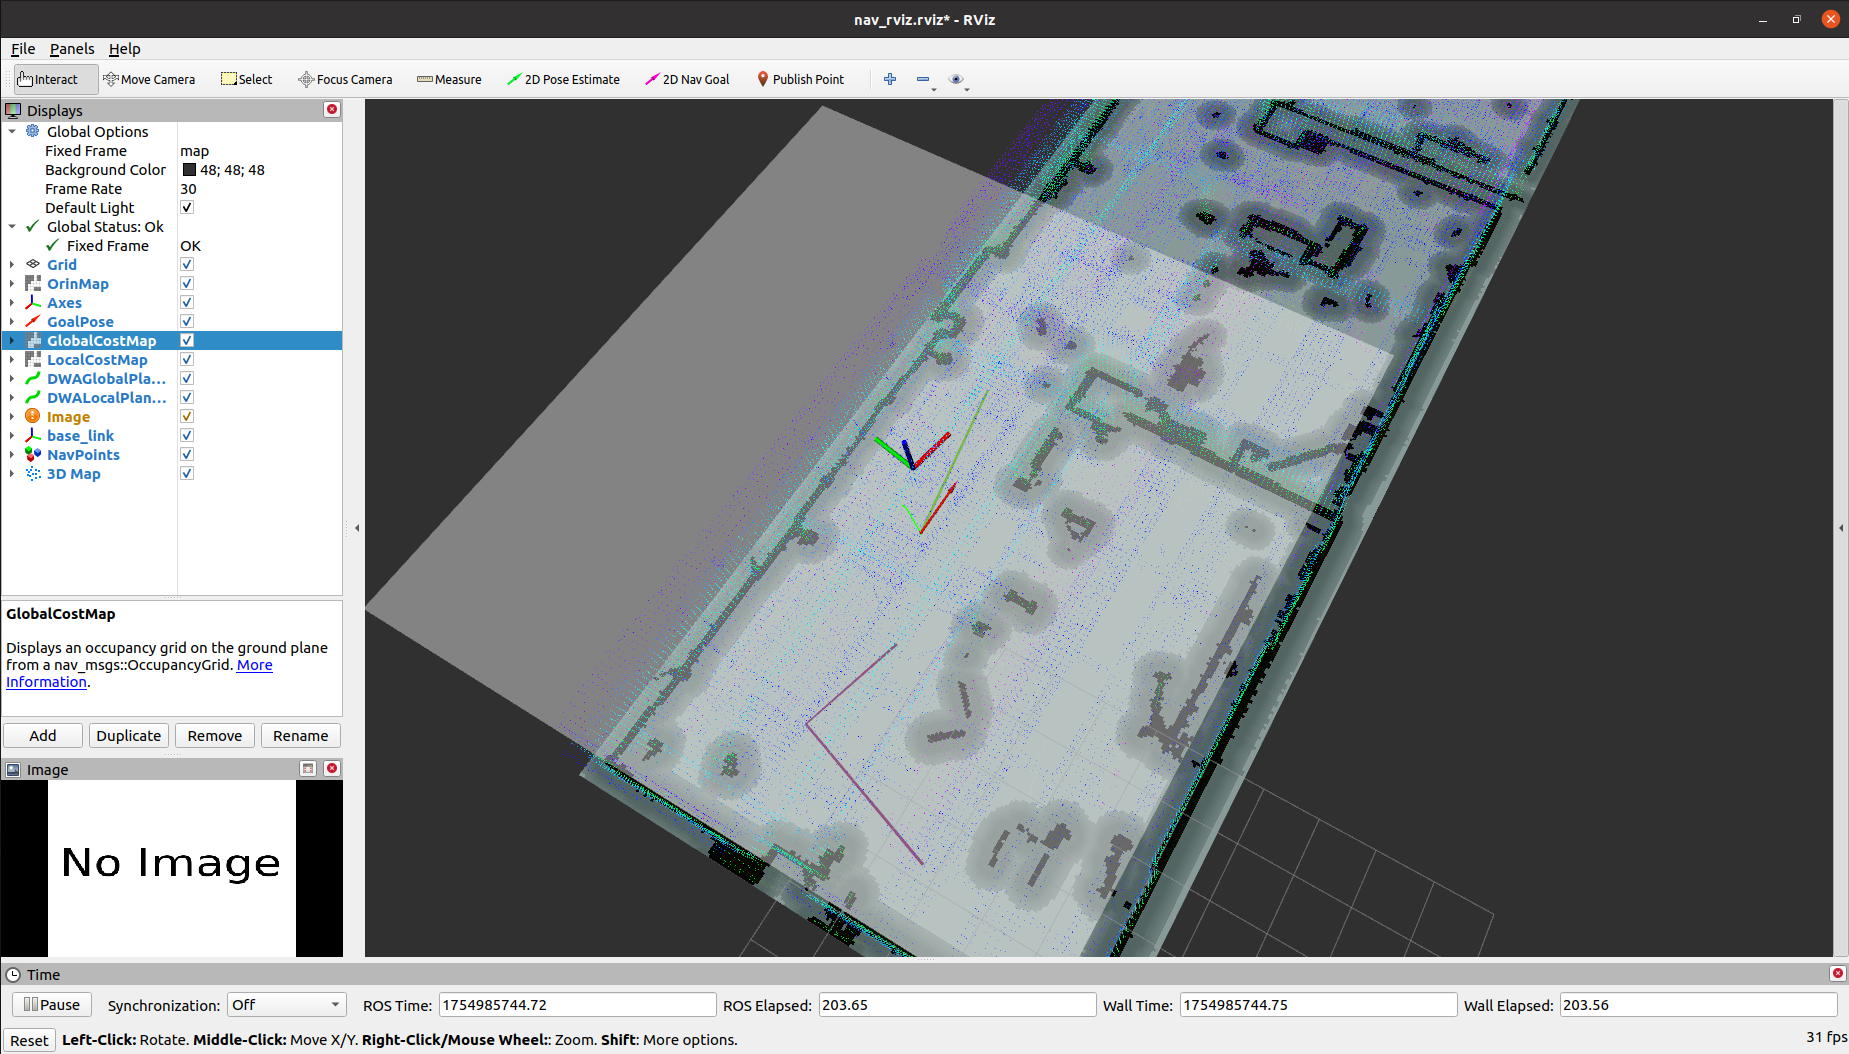 nav_rviz.rviz* - RViz
File Panels Help
Interact Move Camera Select Focus Camera Measure 2D Pose Estimate 2D Nav Goal Publish Point
Displays
Global Options
Fixed Frame map
Background Color 48; 48; 48
Frame Rate 30
Default Light
Global Status: Ok
Fixed Frame OK
Grid
OrinMap
Axes
GoalPose
GlobalCostMap
LocalCostMap
DWAGlobalPla...
DWALocalPlan...
Image
base_link
NavPoints
3D Map
GlobalCostMap
Displays an occupancy grid on the ground plane
from a nav_msgs::OccupancyGrid. More
Information.
Add Duplicate Remove Rename
Image
No Image
Time
Pause Synchronization: Off ROS Time: 1754985744.72 ROS Elapsed: 203.65 Wall Time: 1754985744.75 Wall Elapsed: 203.56
Reset Left-Click: Rotate. Middle-Click: Move X/Y. Right-Click/Mouse Wheel:: Zoom. Shift: More options. 31 fps